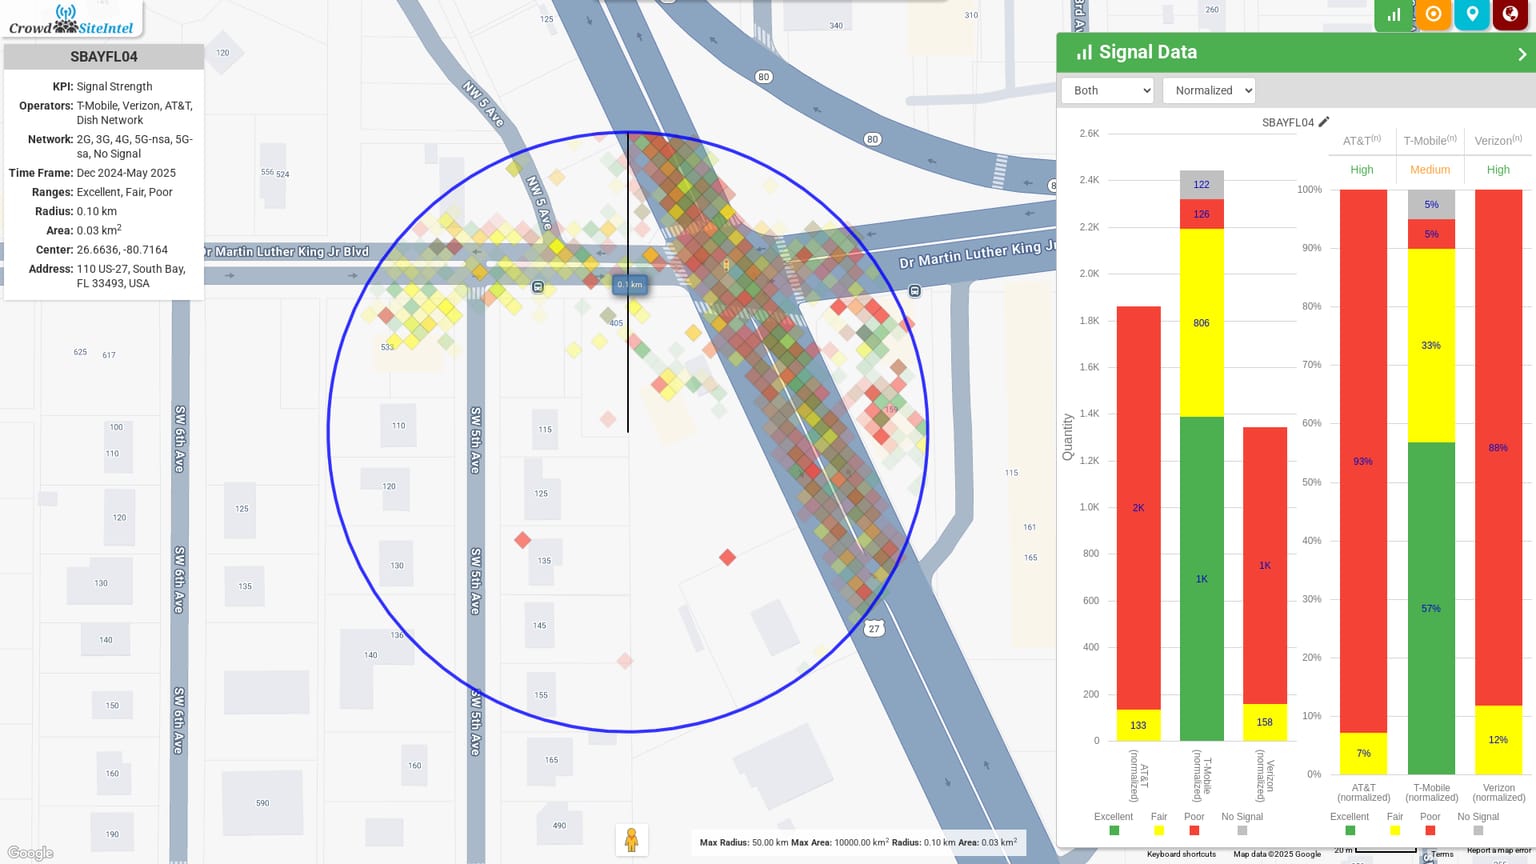 Crowd SiteIntel
SBAYFL04
KPI: Signal Strength
Operators: T-Mobile, Verizon, AT&T,
Dish Network
Network: 2G, 3G, 4G, 5G-nsa, 5G-
sa, No Signal
Time Frame: Dec 2024-May 2025
Ranges: Excellent, Fair, Poor
Radius: 0.10 km
Area: 0.03 km²
Center: 26.6636, -80.7164
Address: 110 US-27, South Bay,
FL 33493, USA
120
125
340
310
260
80
80
NW 5 Ave
NW 5 Ave
556
524
Dr Martin Luther King Jr Blvd
Dr Martin Luther King Jr
0.1 km
405
533
625
617
SW 6th Ave
SW 6th Ave
SW 6th Ave
SW 5th Ave
SW 5th Ave
SW 5th Ave
100
110
110
115
159
120
125
115
120
125
161
130
135
130
135
165
140
136
140
145
27
150
155
160
160
165
590
190
490
Google
Max Radius: 50.00 km Max Area: 10000.00 km² Radius: 0.10 km Area: 0.03 km²
Signal Data
Both
Normalized
SBAYFL04
Quantity
2.6K
2.4K
2.2K
2.0K
1.8K
1.6K
1.4K
1.2K
1.0K
800
600
400
200
0
2K
133
122
126
806
1K
1K
158
AT&T
(normalized)
T-Mobile
(normalized)
Verizon
(normalized)
Excellent Fair Poor No Signal
AT&T(n) T-Mobile(n) Verizon(n)
High Medium High
100%
90%
80%
70%
60%
50%
40%
30%
20%
10%
0%
93%
7%
5%
5%
33%
57%
88%
12%
AT&T
(normalized)
T-Mobile
(normalized)
Verizon
(normalized)
Excellent Fair Poor No Signal
20 m
Keyboard shortcuts Map data ©2025 Google Terms Report a map error